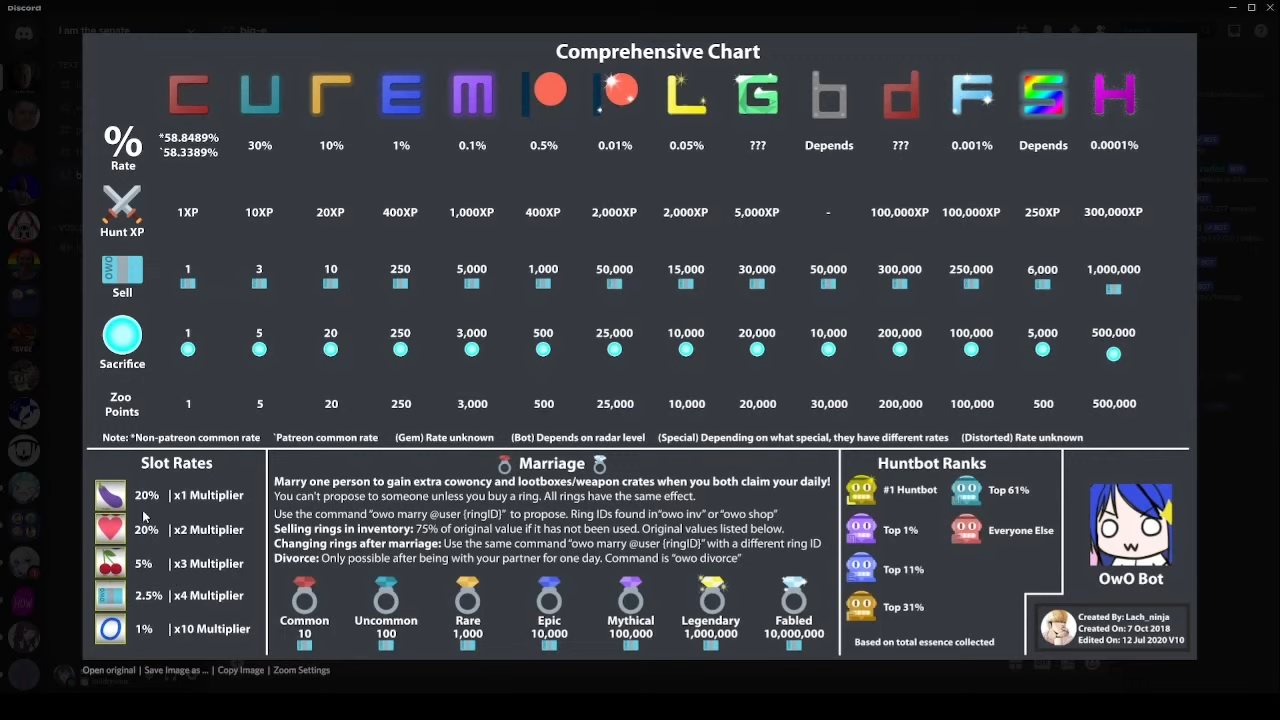 Discord
I am the senate
big-e
Comprehensive Chart
C U r E m P P L G b d F S H
% Rate *58.8489% `58.3389% 30% 10% 1% 0.1% 0.5% 0.01% 0.05% ??? Depends ??? 0.001% Depends 0.0001%
Hunt XP 1XP 10XP 20XP 400XP 1,000XP 400XP 2,000XP 2,000XP 5,000XP - 100,000XP 100,000XP 250XP 300,000XP
Sell 1 3 10 250 5,000 1,000 50,000 15,000 30,000 50,000 300,000 250,000 6,000 1,000,000
Sacrifice 1 5 20 250 3,000 500 25,000 10,000 20,000 10,000 200,000 100,000 5,000 500,000
Zoo Points 1 5 20 250 3,000 500 25,000 10,000 20,000 30,000 200,000 100,000 500 500,000
Note: *Non-patreon common rate `Patreon common rate (Gem) Rate unknown (Bot) Depends on radar level (Special) Depending on what special, they have different rates (Distorted) Rate unknown
Slot Rates
20% | x1 Multiplier
20% | x2 Multiplier
5% | x3 Multiplier
2.5% | x4 Multiplier
1% | x10 Multiplier
Marriage
Marry one person to gain extra cowoncy and lootboxes/weapon crates when you both claim your daily!
You can't propose to someone unless you buy a ring. All rings have the same effect.
Use the command "owo marry @user [ringID]" to propose. Ring IDs found in"owo inv" or"owo shop"
Selling rings in inventory: 75% of original value if it has not been used. Original values listed below.
Changing rings after marriage: Use the same command "owo marry @user [ringID]" with a different ring ID
Divorce: Only possible after being with your partner for one day. Command is "owo divorce"
Common Uncommon Rare Epic Mythical Legendary Fabled
10 100 1,000 10,000 100,000 1,000,000 10,000,000
Huntbot Ranks
#1 Huntbot Top 61%
Top 1% Everyone Else
Top 11%
Top 31%
Based on total essence collected
OwO Bot
Created By: Lach_ninja
Created On: 7 Oct 2018
Edited On: 12 Jul 2020 V10
Open original | Save Image as ... | Copy Image | Zoom Settings